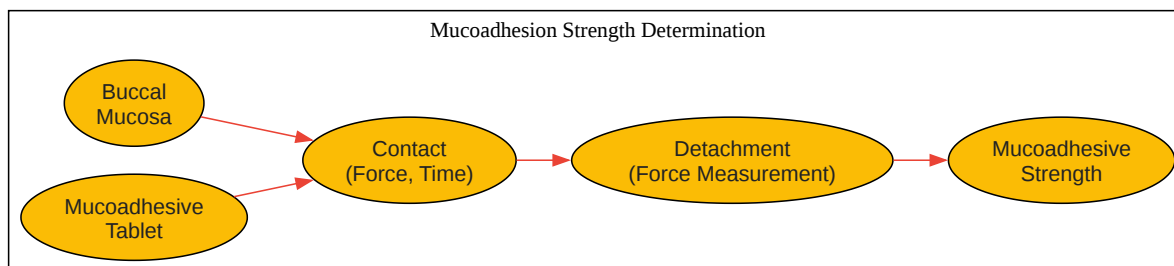 Mucoadhesion Strength Determination
Buccal
Mucosa
Mucoadhesive
Tablet
Contact
(Force, Time)
Detachment
(Force Measurement)
Mucoadhesive
Strength